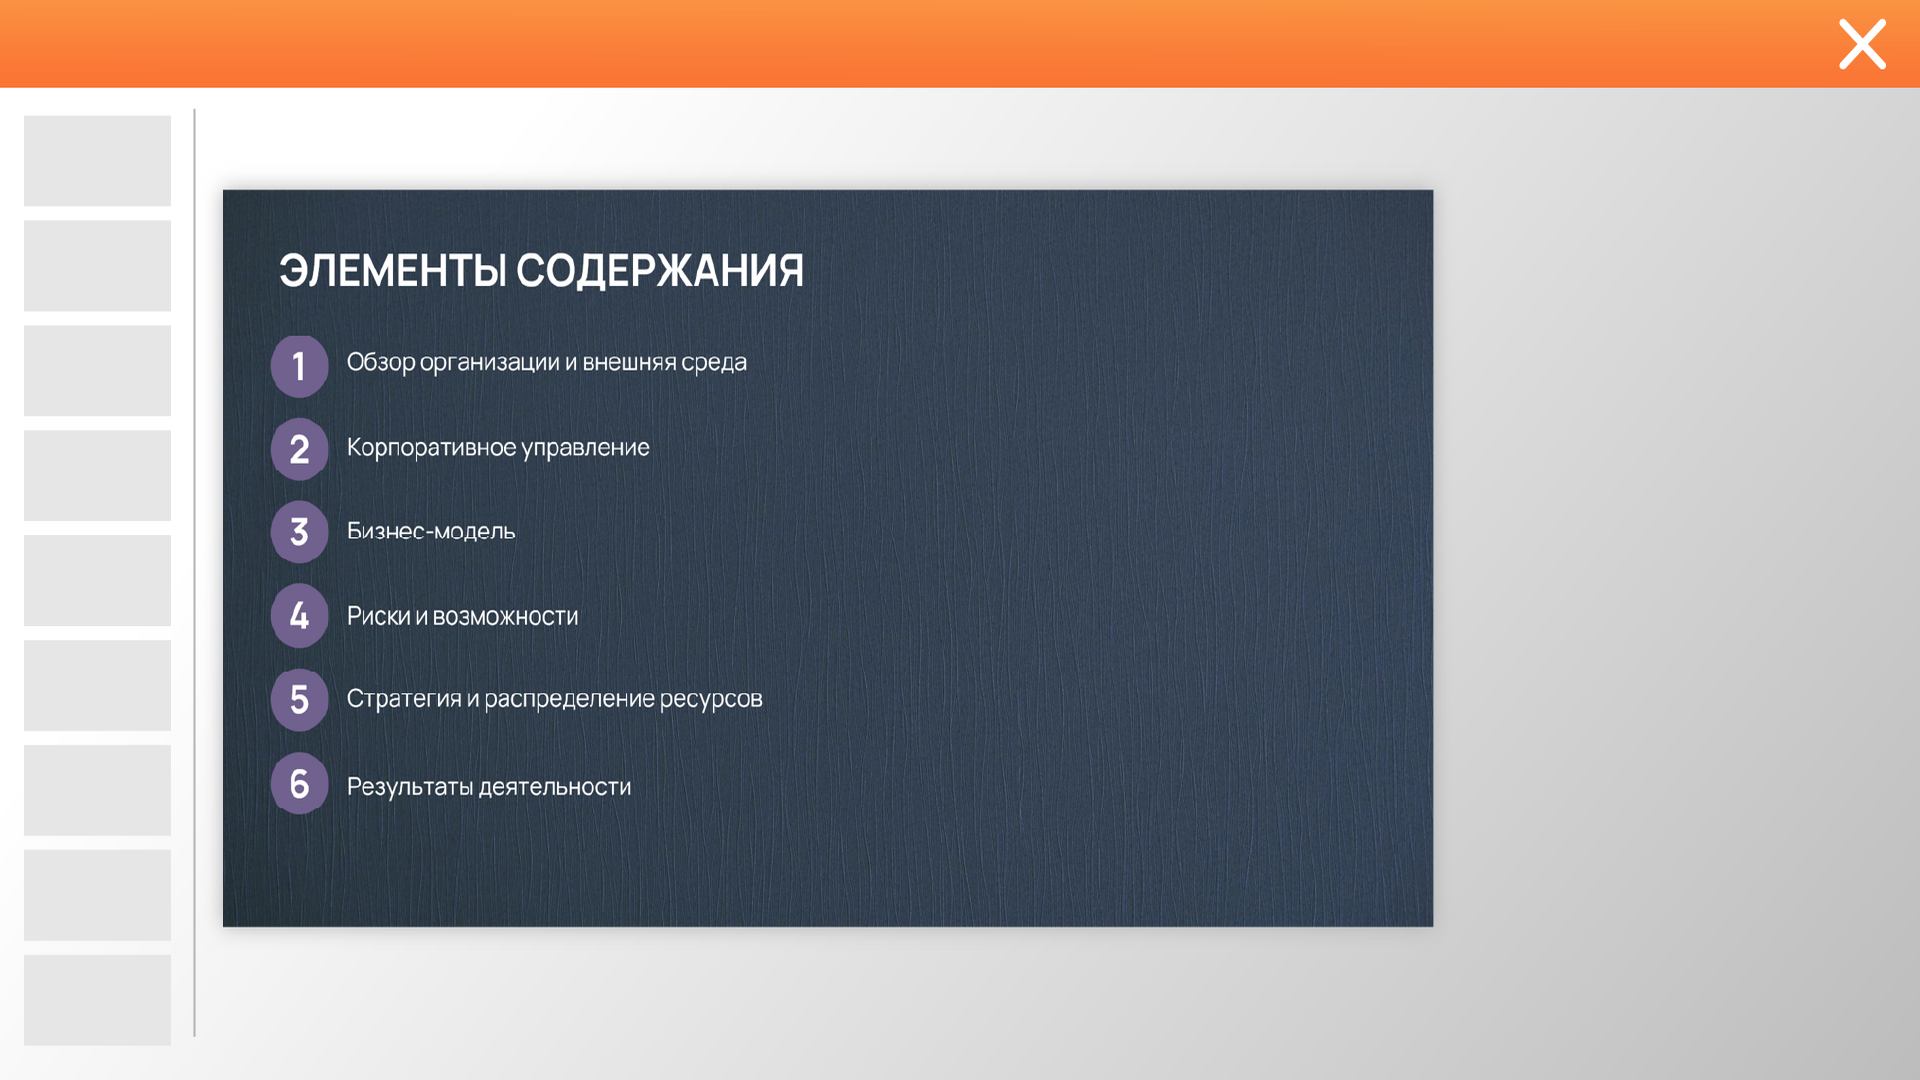 ЭЛЕМЕНТЫ СОДЕРЖАНИЯ
1 Обзор организации и внешняя среда
2 Корпоративное управление
3 Бизнес-модель
4 Риски и возможности
5 Стратегия и распределение ресурсов
6 Результаты деятельности